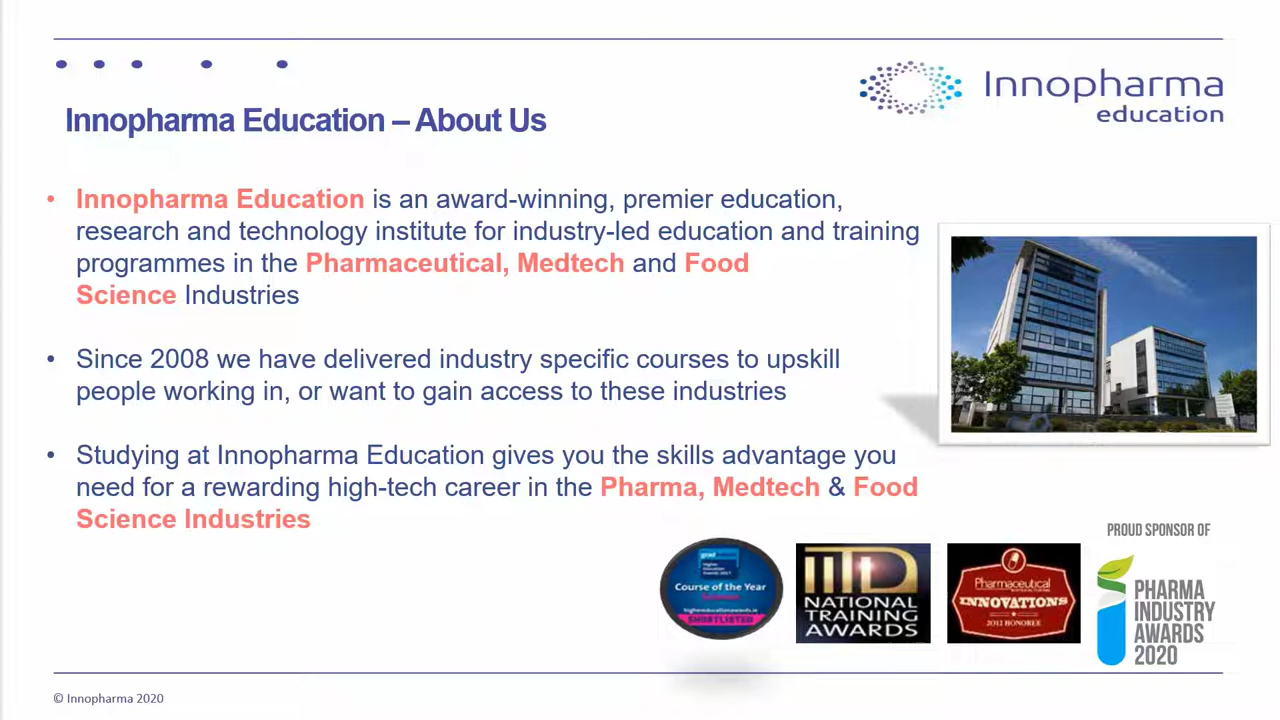 Innopharma
education
Innopharma Education – About Us
• Innopharma Education is an award-winning, premier education,
research and technology institute for industry-led education and training
programmes in the Pharmaceutical, Medtech and Food
Science Industries
• Since 2008 we have delivered industry specific courses to upskill
people working in, or want to gain access to these industries
• Studying at Innopharma Education gives you the skills advantage you
need for a rewarding high-tech career in the Pharma, Medtech & Food
Science Industries
Course of the Year
SHORTLISTED
IITD
NATIONAL
TRAINING
AWARDS
Pharmaceutical
INNOVATIONS
2012 HONOREE
PROUD SPONSOR OF
PHARMA
INDUSTRY
AWARDS
2020
© Innopharma 2020